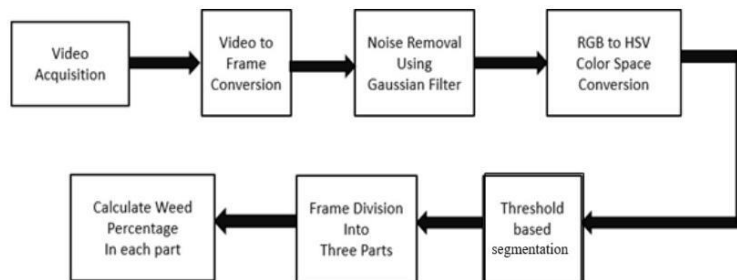 Video
Acquisition
Video to
Frame
Conversion
Noise Removal
Using
Gaussian Filter
RGB to HSV
Color Space
Conversion
Calculate Weed
Percentage
In each part
Frame Division
Into
Three Parts
Threshold
based
segmentation